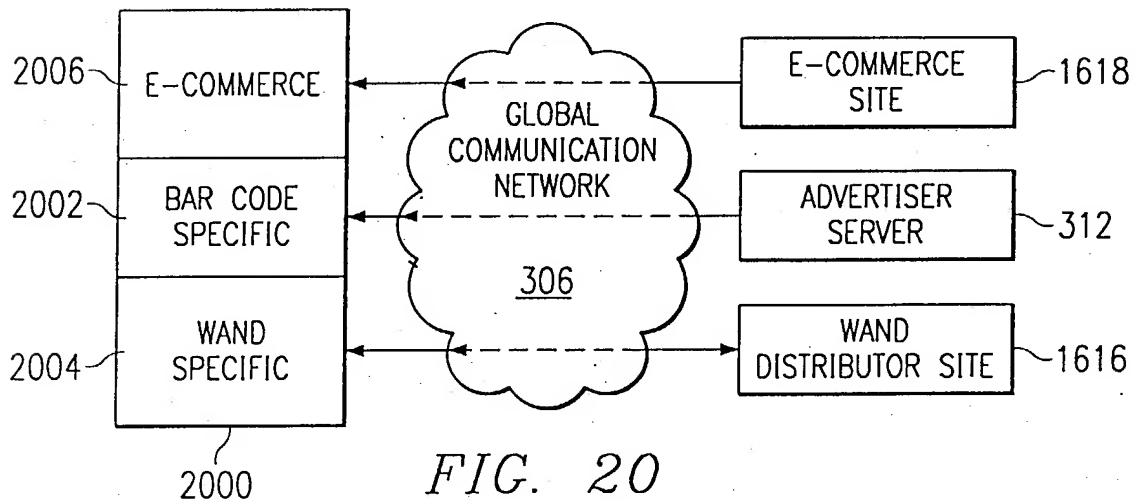 2006
E-COMMERCE
2002
BAR CODE
SPECIFIC
2004
WAND
SPECIFIC
2000
GLOBAL
COMMUNICATION
NETWORK
306
E-COMMERCE
SITE
1618
ADVERTISER
SERVER
312
WAND
DISTRIBUTOR SITE
1616
FIG. 20